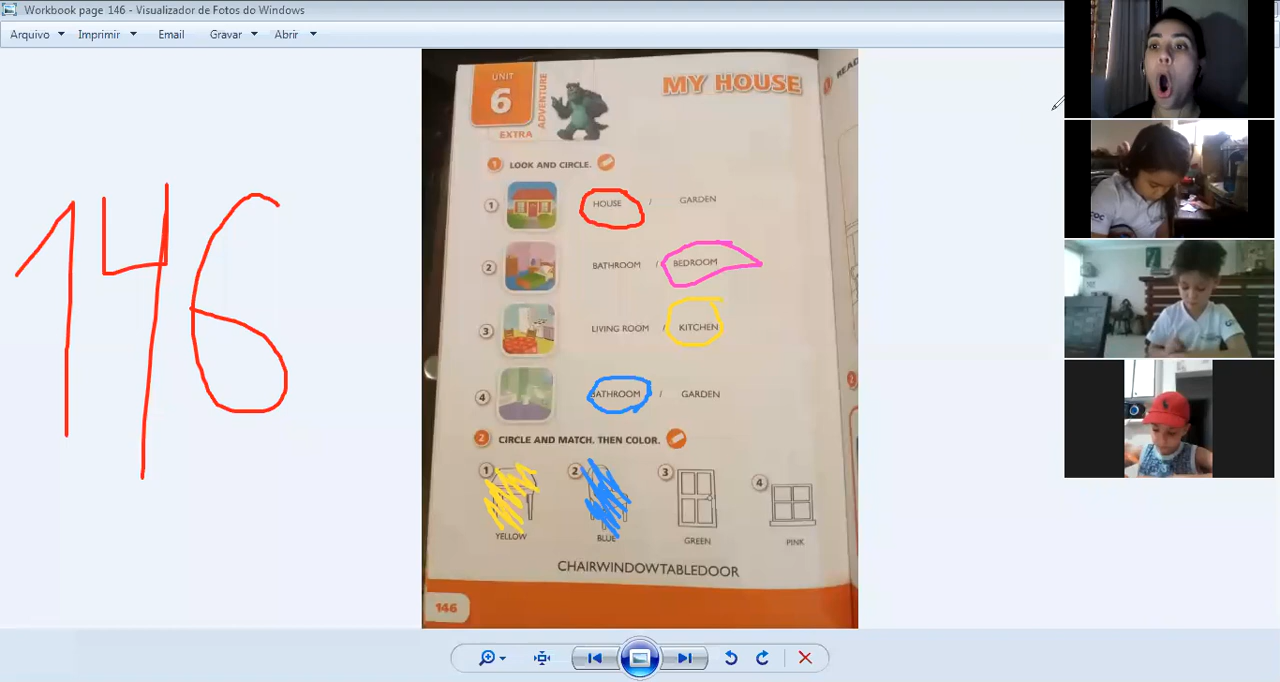 Workbook page 146 - Visualizador de Fotos do Windows
Arquivo Imprimir Email Gravar Abrir
146
UNIT
6
EXTRA
ADVENTURE
MY HOUSE
READ
1 LOOK AND CIRCLE.
1 HOUSE / GARDEN
2 BATHROOM / BEDROOM
3 LIVING ROOM / KITCHEN
4 BATHROOM / GARDEN
2 CIRCLE AND MATCH. THEN COLOR.
1 2 3 4
YELLOW BLUE GREEN PINK
CHAIRWINDOWTABLEDOOR
146